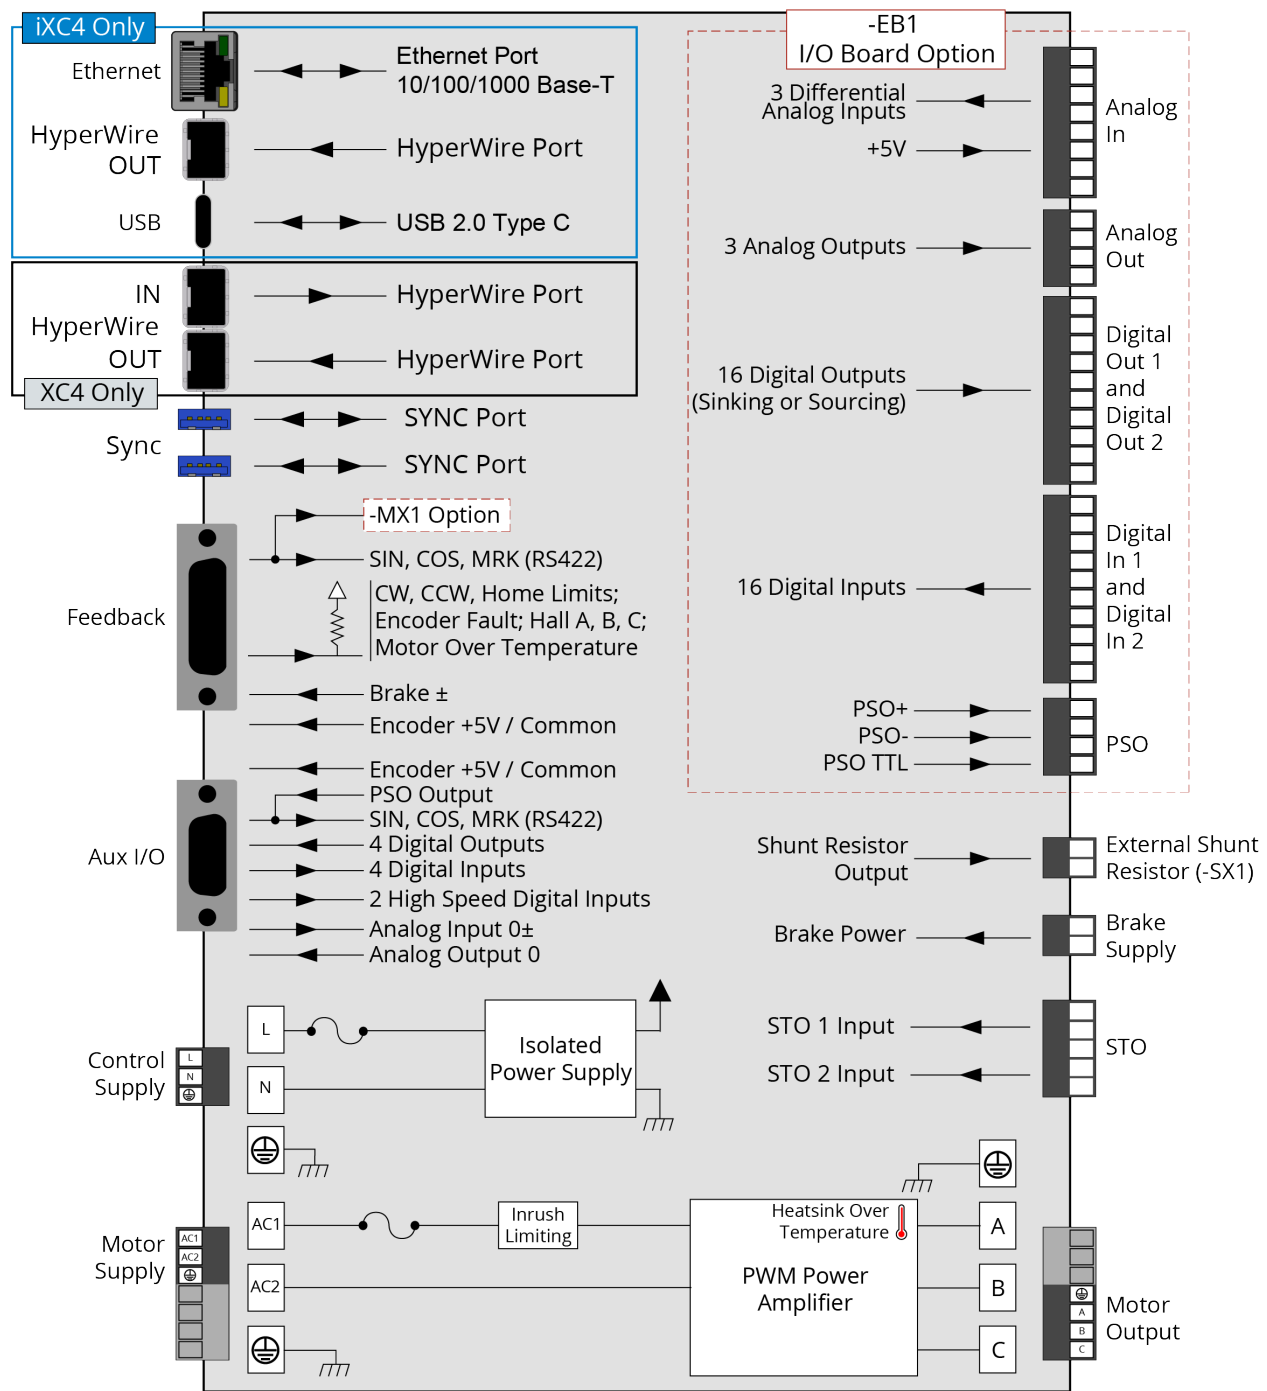 iXC4 Only
Ethernet
Ethernet Port
10/100/1000 Base-T
HyperWire
OUT
HyperWire Port
USB
USB 2.0 Type C
IN
HyperWire Port
HyperWire
OUT
HyperWire Port
XC4 Only
Sync
SYNC Port
SYNC Port
Feedback
-MX1 Option
SIN, COS, MRK (RS422)
CW, CCW, Home Limits;
Encoder Fault; Hall A, B, C;
Motor Over Temperature
Brake ±
Encoder +5V / Common
Aux I/O
Encoder +5V / Common
PSO Output
SIN, COS, MRK (RS422)
4 Digital Outputs
4 Digital Inputs
2 High Speed Digital Inputs
Analog Input 0±
Analog Output 0
Control
Supply
L
N
L
N
Isolated
Power Supply
Motor
Supply
AC1
AC2
AC1
AC2
Inrush
Limiting
Heatsink Over
Temperature
PWM Power
Amplifier
A
B
C
A
B
C
Motor
Output
-EB1
I/O Board Option
3 Differential
Analog Inputs
+5V
Analog
In
3 Analog Outputs
Analog
Out
16 Digital Outputs
(Sinking or Sourcing)
Digital
Out 1
and
Digital
Out 2
16 Digital Inputs
Digital
In 1
and
Digital
In 2
PSO+
PSO-
PSO TTL
PSO
Shunt Resistor
Output
External Shunt
Resistor (-SX1)
Brake Power
Brake
Supply
STO 1 Input
STO 2 Input
STO